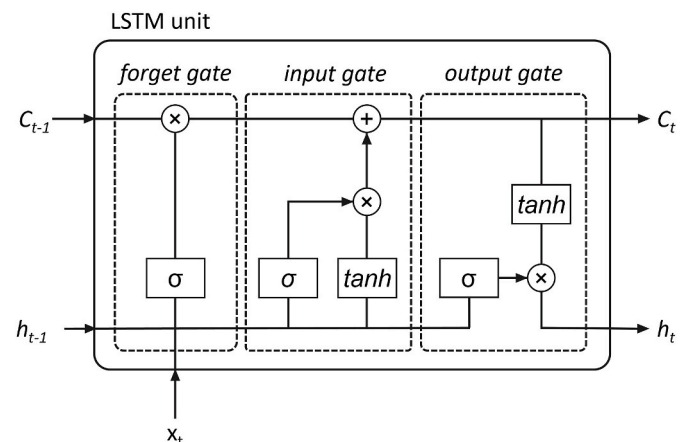 LSTM unit
forget gate input gate output gate
C_{t-1} × + C_t
×
tanh
σ σ tanh σ ×
h_{t-1} h_t
x_t